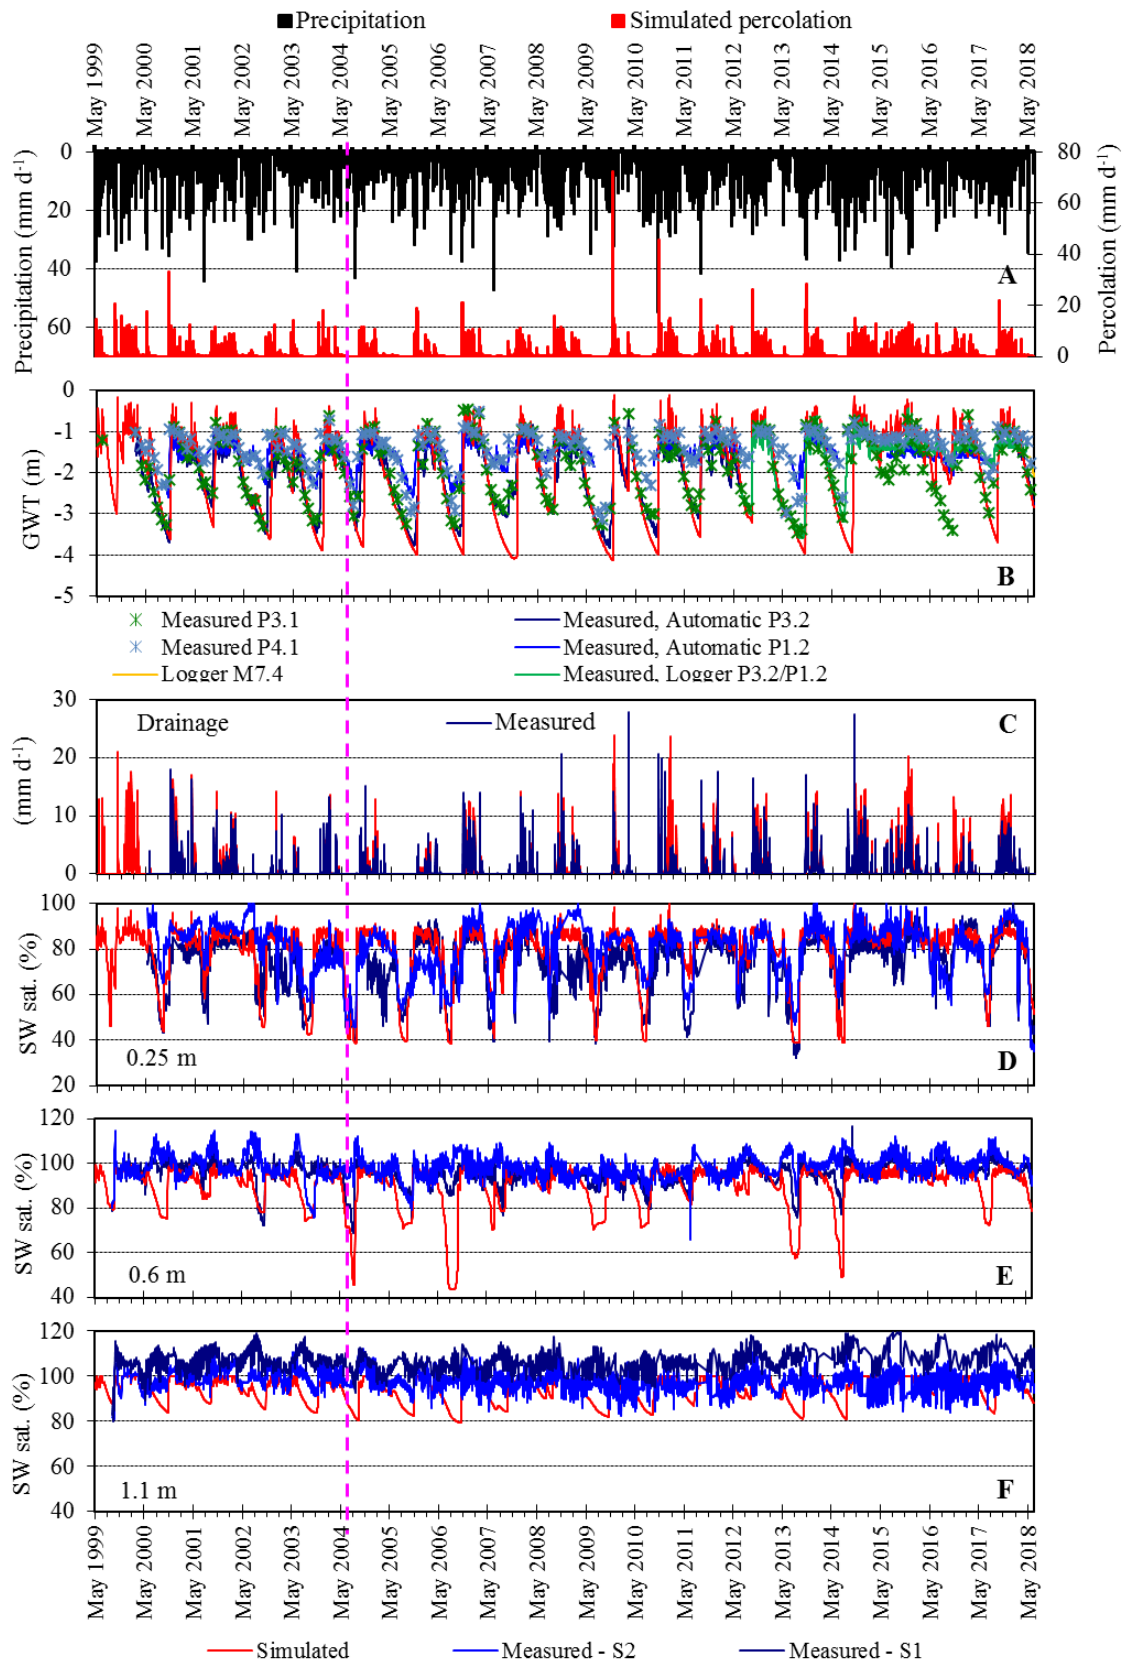 Precipitation Simulated percolation
May 1999 May 2000 May 2001 May 2002 May 2003 May 2004 May 2005 May 2006 May 2007 May 2008 May 2009 May 2010 May 2011 May 2012 May 2013 May 2014 May 2015 May 2016 May 2017 May 2018
Precipitation (mm d-1)
0
20
40
60
A
80
60
40
20
0
Percolation (mm d-1)
GWT (m)
0
-1
-2
-3
-4
-5
B
Measured P3.1 Measured, Automatic P3.2
Measured P4.1 Measured, Automatic P1.2
Logger M7.4 Measured, Logger P3.2/P1.2
(mm d-1)
30
20
10
0
Drainage Measured C
SW sat. (%)
100
80
60
40
20
0.25 m D
SW sat. (%)
120
100
80
60
40
0.6 m E
SW sat. (%)
120
100
80
60
40
1.1 m F
May 1999 May 2000 May 2001 May 2002 May 2003 May 2004 May 2005 May 2006 May 2007 May 2008 May 2009 May 2010 May 2011 May 2012 May 2013 May 2014 May 2015 May 2016 May 2017 May 2018
Simulated Measured - S2 Measured - S1